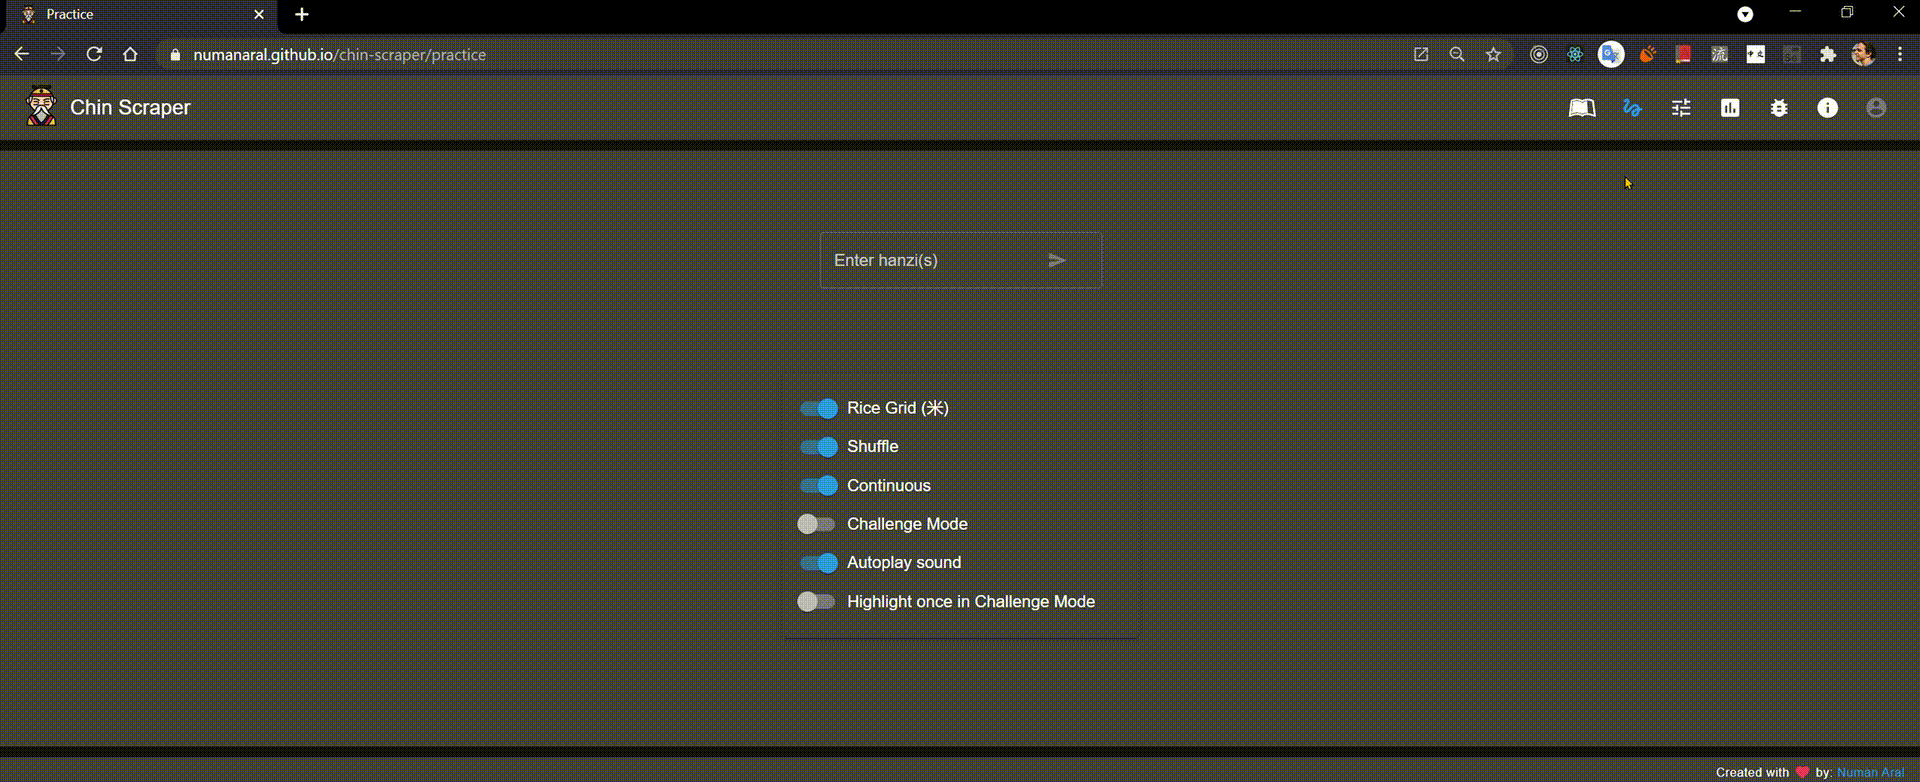 Practice
numanaral.github.io/chin-scraper/practice
流
Chin Scraper
Enter hanzi(s)
Rice Grid (米)
Shuffle
Continuous
Challenge Mode
Autoplay sound
Highlight once in Challenge Mode
Created with ❤ by: Numan Aral